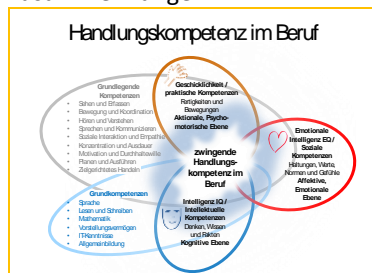 Handlungskompetenz im Beruf
Grundlegende
Kompetenzen
• Sehen und Erfassen
• Bewegung und Koordination
• Hören und Verstehen
• Sprechen und Kommunizieren
• Soziale Interaktion und Empathie
• Konzentration und Ausdauer
• Motivation und Durchhaltewille
• Planen und Ausführen
• Zielgerichtetes Handeln
Geschicklichkeit /
praktische Kompetenzen
Fertigkeiten und
Bewegungen
Aktionale, Psycho-
motorische Ebene
zwingende
Handlungs-
kompetenz im
Beruf
Emotionale
Intelligenz EQ /
Soziale
Kompetenzen
Haltungen, Werte,
Normen und Gefühle
Affektive,
Emotionale
Ebene
Grundkompetenzen
• Sprache
• Lesen und Schreiben
• Mathematik
• Vorstellungsvermögen
• IT-Kenntnisse
• Allgemeinbildung
Intelligenz IQ /
Intellektuelle
Kompetenzen
Denken, Wissen
und Fakten
Kognitive Ebene